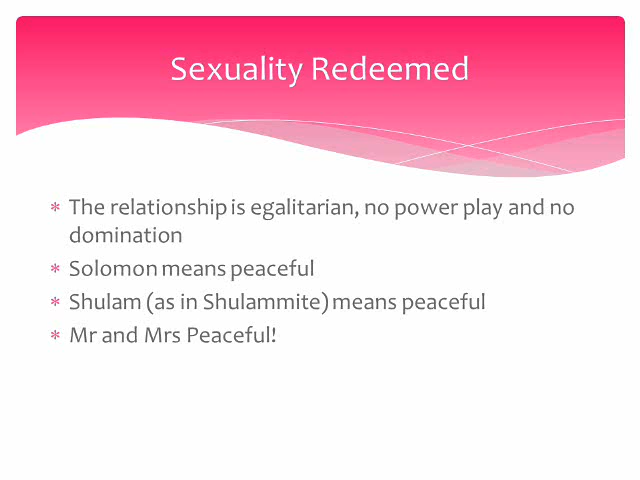 Sexuality Redeemed
* The relationship is egalitarian, no power play and no
domination
* Solomon means peaceful
* Shulam (as in Shulammite) means peaceful
* Mr and Mrs Peaceful!